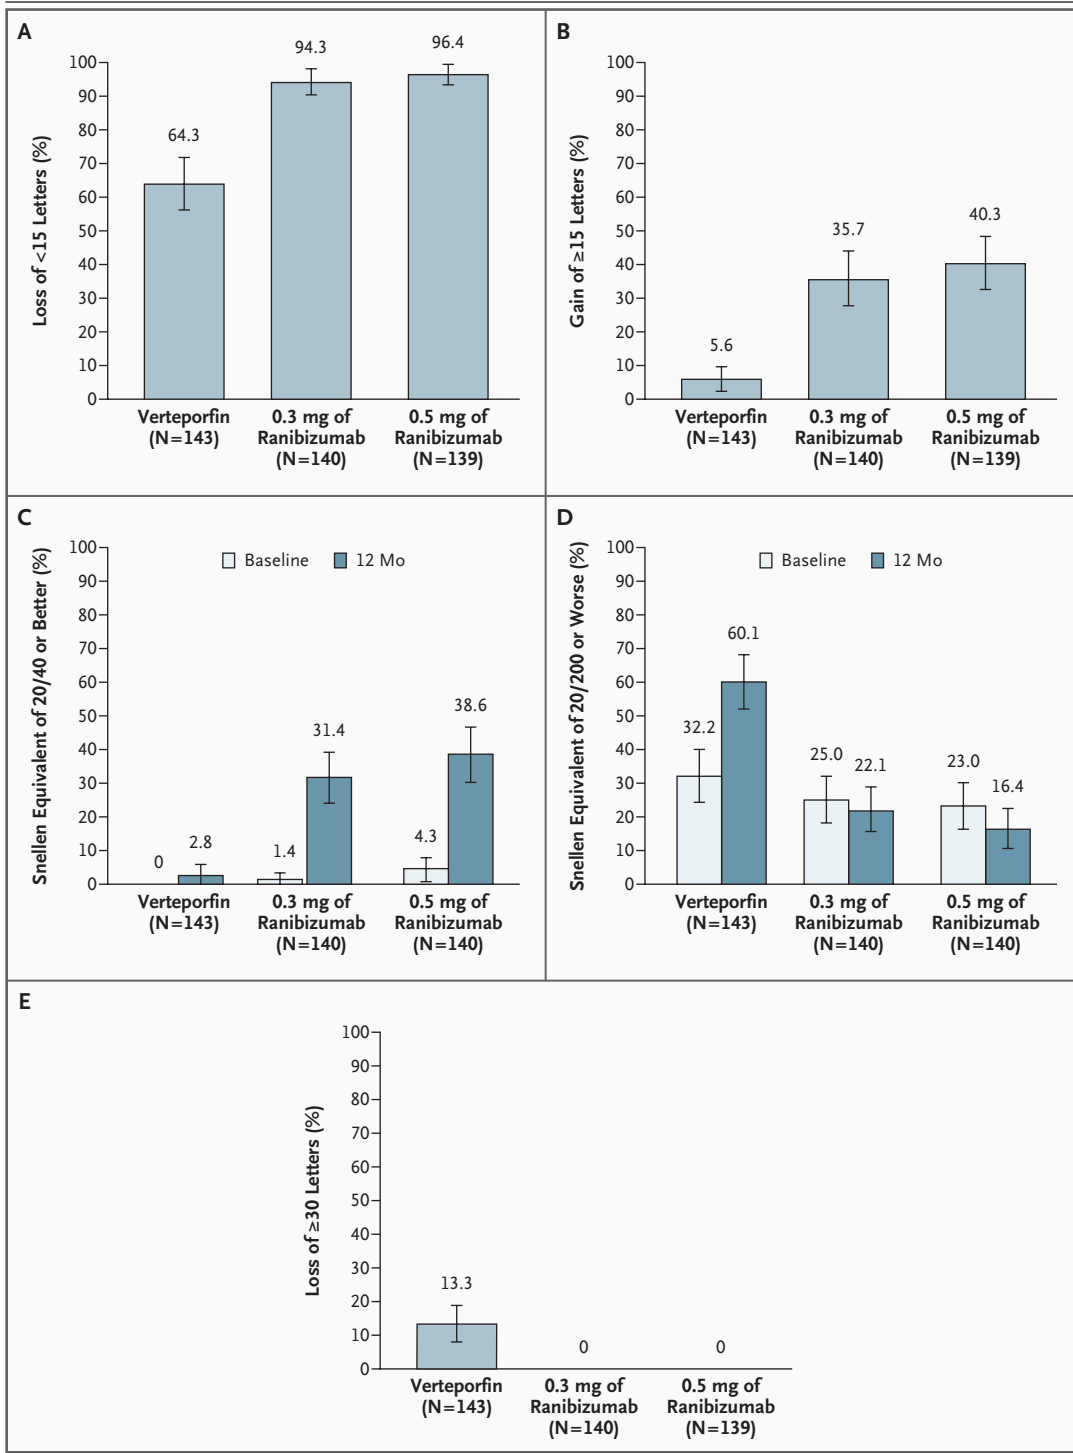 A
Loss of <15 Letters (%)
100
90
80
70
60
50
40
30
20
10
0
64.3
94.3
96.4
Verteporfin
(N=143)
0.3 mg of
Ranibizumab
(N=140)
0.5 mg of
Ranibizumab
(N=139)
B
Gain of ≥15 Letters (%)
100
90
80
70
60
50
40
30
20
10
0
5.6
35.7
40.3
Verteporfin
(N=143)
0.3 mg of
Ranibizumab
(N=140)
0.5 mg of
Ranibizumab
(N=139)
C
Snellen Equivalent of 20/40 or Better (%)
100
90
80
70
60
50
40
30
20
10
0
Baseline
12 Mo
0
2.8
1.4
31.4
4.3
38.6
Verteporfin
(N=143)
0.3 mg of
Ranibizumab
(N=140)
0.5 mg of
Ranibizumab
(N=140)
D
Snellen Equivalent of 20/200 or Worse (%)
100
90
80
70
60
50
40
30
20
10
0
Baseline
12 Mo
32.2
60.1
25.0
22.1
23.0
16.4
Verteporfin
(N=143)
0.3 mg of
Ranibizumab
(N=140)
0.5 mg of
Ranibizumab
(N=140)
E
Loss of ≥30 Letters (%)
100
90
80
70
60
50
40
30
20
10
0
13.3
0
0
Verteporfin
(N=143)
0.3 mg of
Ranibizumab
(N=140)
0.5 mg of
Ranibizumab
(N=139)